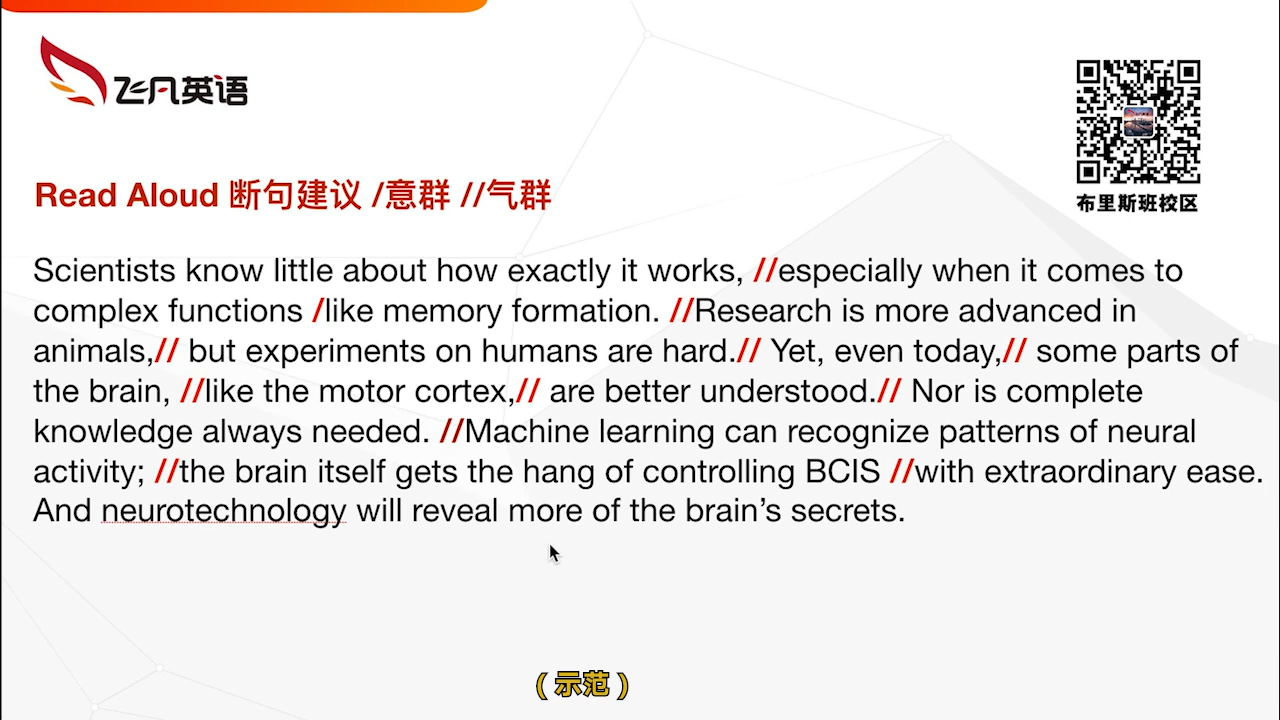 飞凡英语
布里斯班校区
Read Aloud 断句建议 /意群 //气群
Scientists know little about how exactly it works, //especially when it comes to
complex functions /like memory formation. //Research is more advanced in
animals,// but experiments on humans are hard.// Yet, even today,// some parts of
the brain, //like the motor cortex,// are better understood.// Nor is complete
knowledge always needed. //Machine learning can recognize patterns of neural
activity; //the brain itself gets the hang of controlling BCIS //with extraordinary ease.
And neurotechnology will reveal more of the brain’s secrets.
（示范）